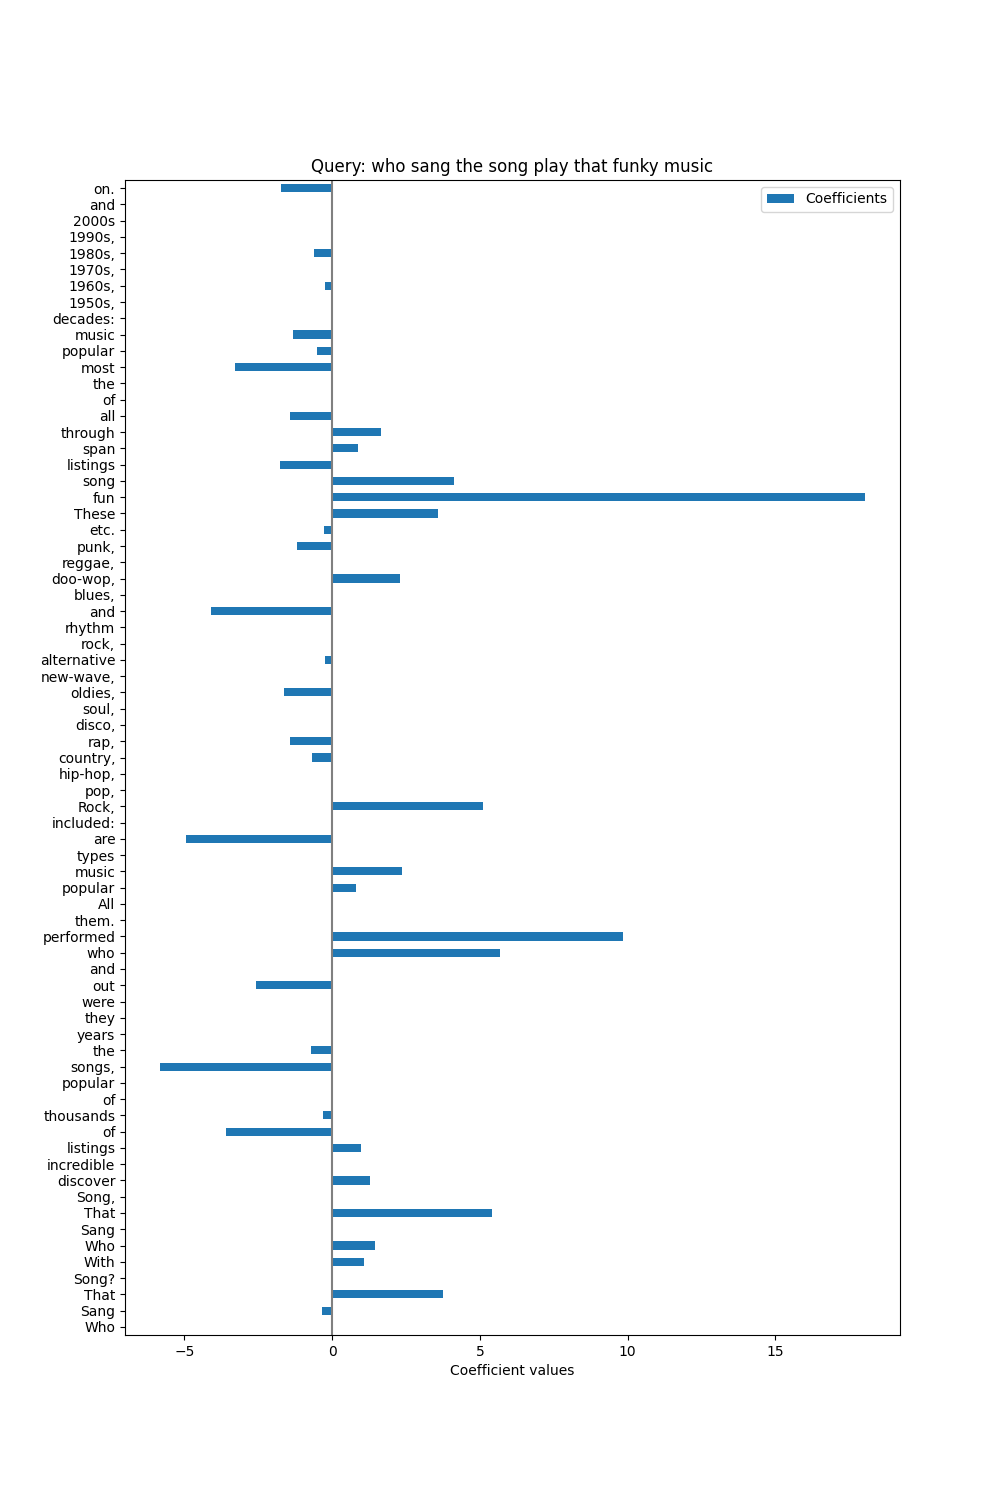 Query: who sang the song play that funky music
Coefficients
on.
and
2000s
1990s,
1980s,
1970s,
1960s,
1950s,
decades:
music
popular
most
the
of
all
through
span
listings
song
fun
These
etc.
punk,
reggae,
doo-wop,
blues,
and
rhythm
rock,
alternative
new-wave,
oldies,
soul,
disco,
rap,
country,
hip-hop,
pop,
Rock,
included:
are
types
music
popular
All
them.
performed
who
and
out
were
they
years
the
songs,
popular
of
thousands
of
listings
incredible
discover
Song,
That
Sang
Who
With
Song?
That
Sang
Who
−5 0 5 10 15
Coefficient values